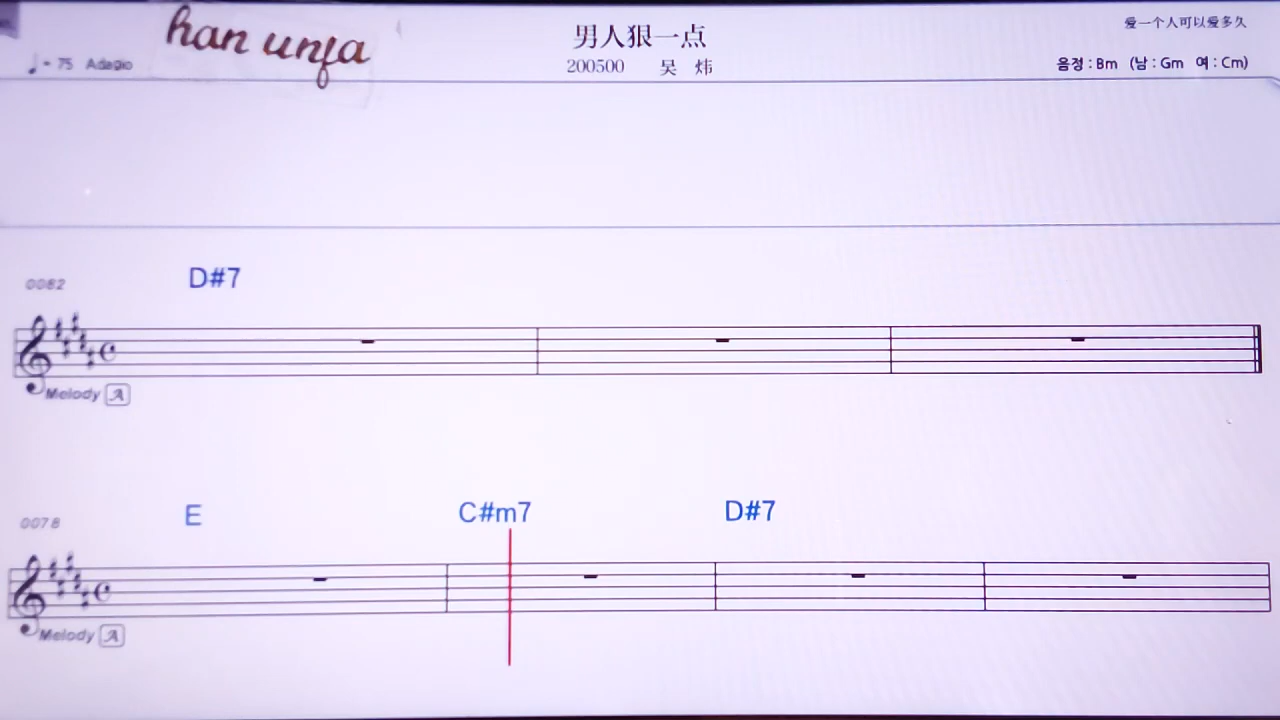 han unfa
男人狠一点
爱一个人可以爱多久
♩= 75 Adagio
200500 吴 炜
음정 : Bm (남 : Gm 여 : Cm)
0082
D#7
Melody A
0078
E C#m7 D#7
Melody A